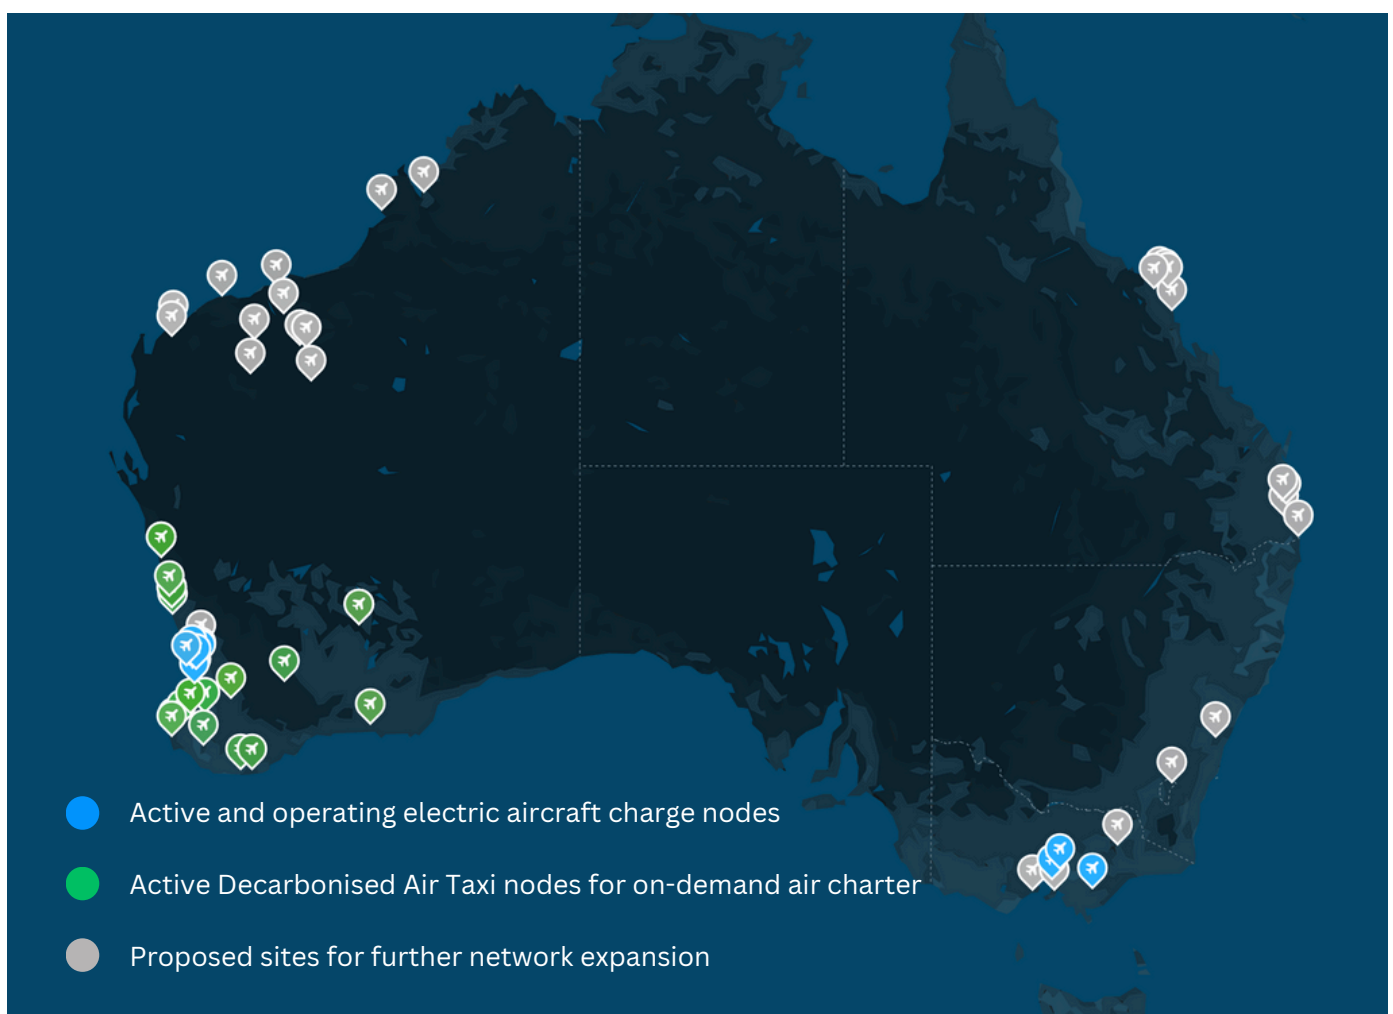 Active and operating electric aircraft charge nodes
Active Decarbonised Air Taxi nodes for on-demand air charter
Proposed sites for further network expansion